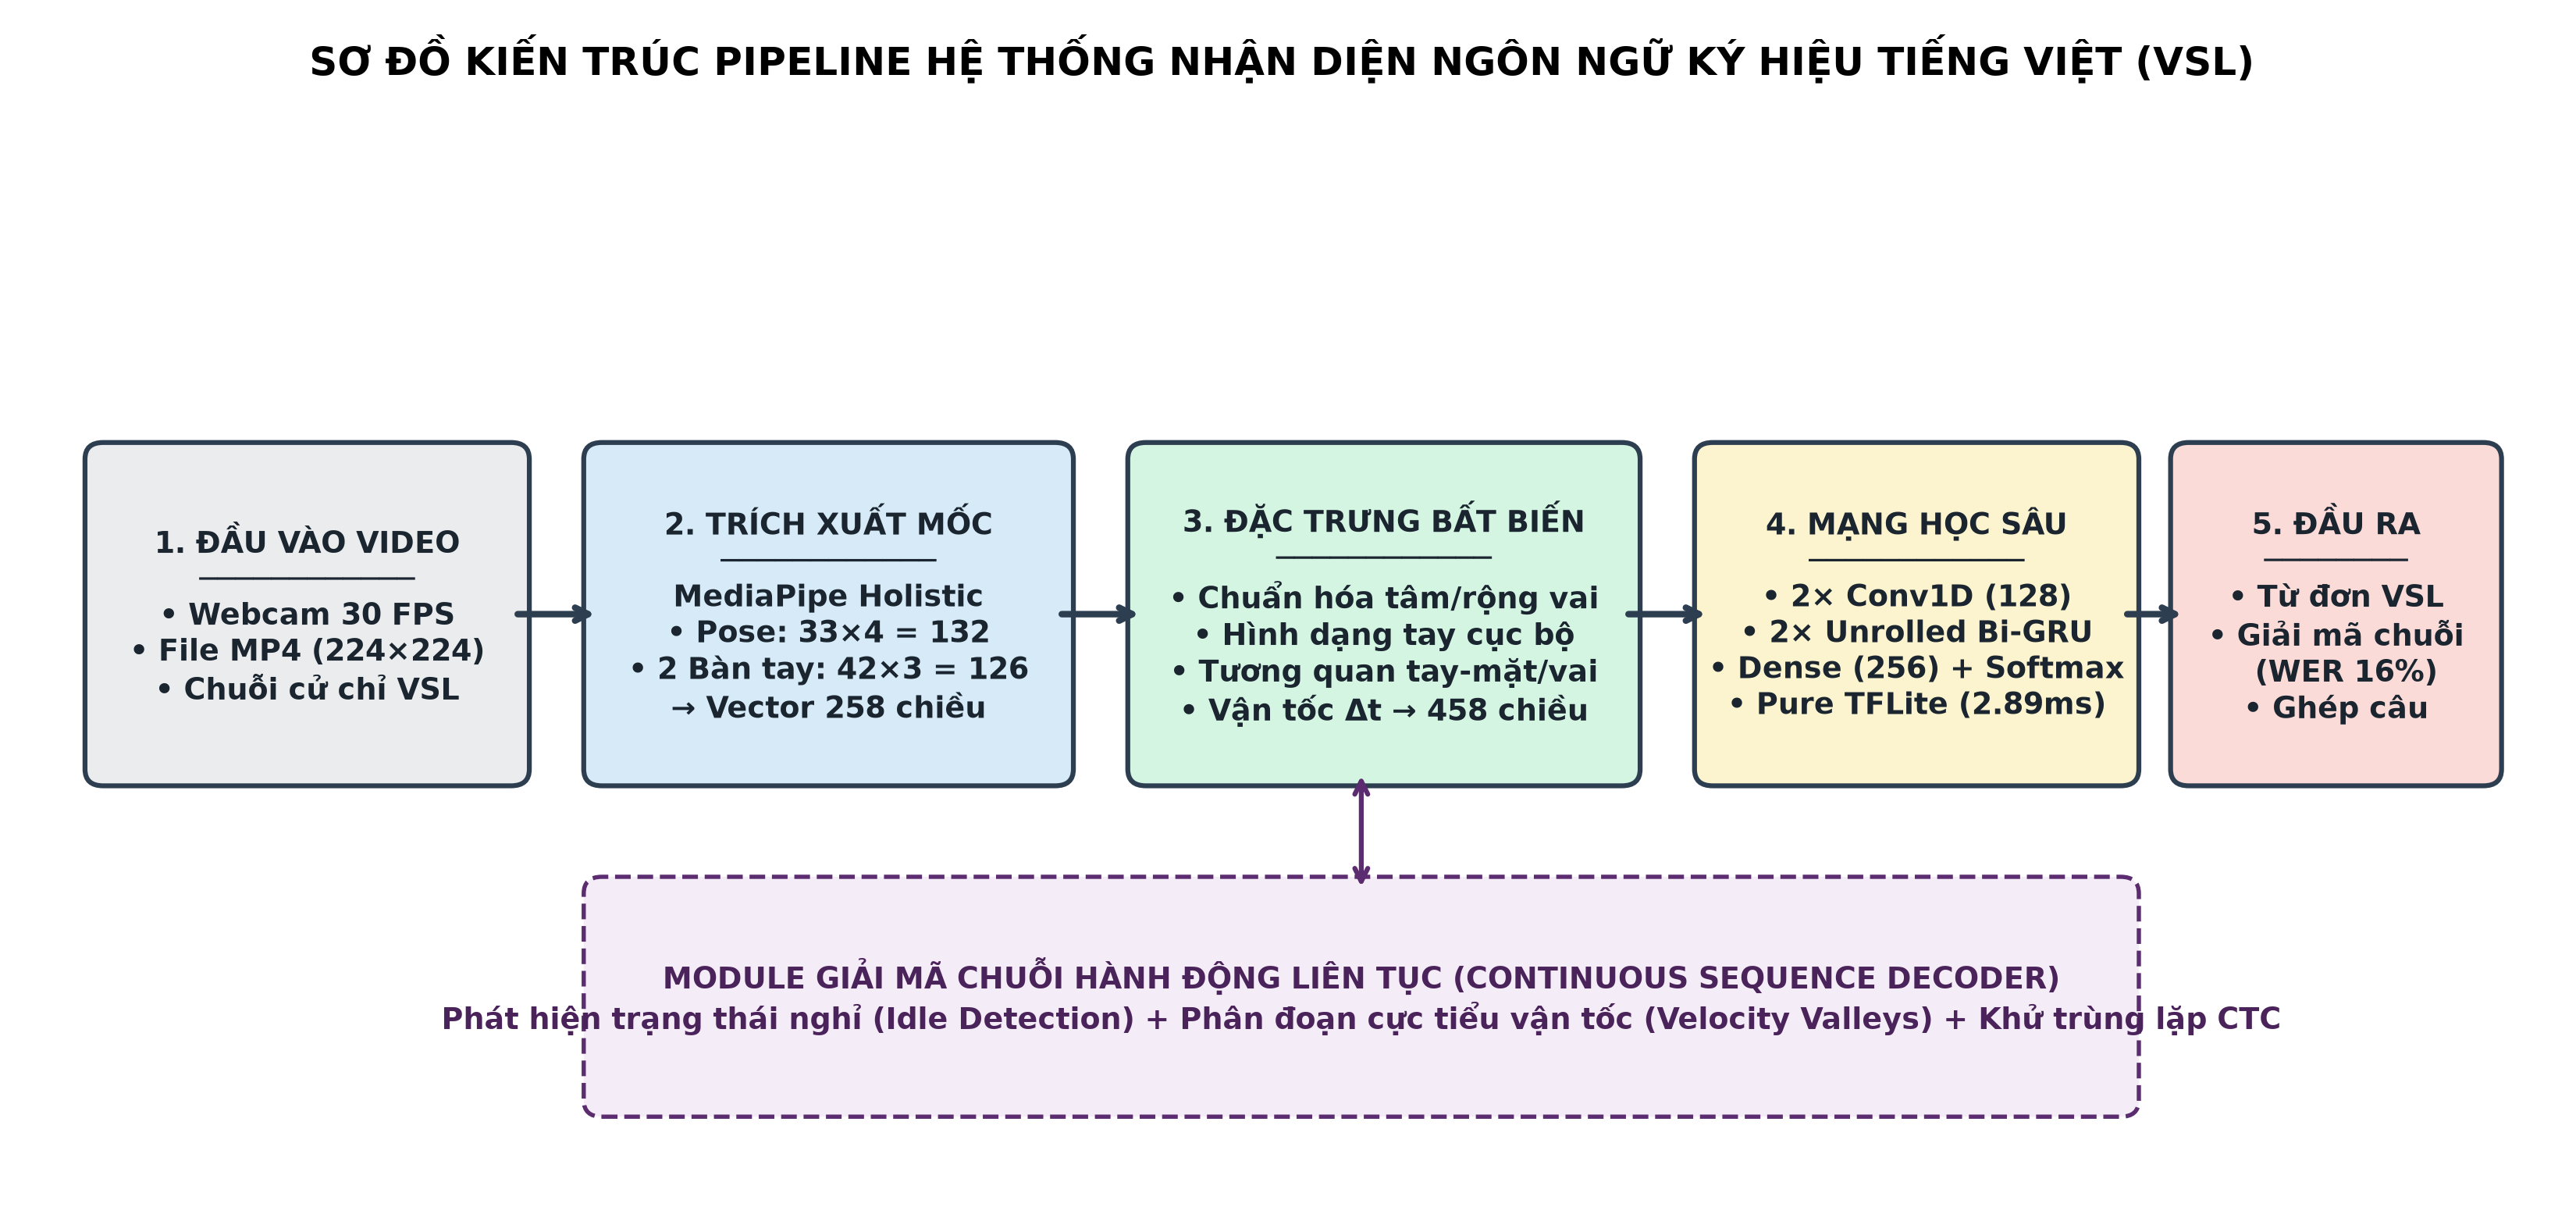 SƠ ĐỒ KIẾN TRÚC PIPELINE HỆ THỐNG NHẬN DIỆN NGÔN NGỮ KÝ HIỆU TIẾNG VIỆT (VSL)
1. ĐẦU VÀO VIDEO
• Webcam 30 FPS
• File MP4 (224×224)
• Chuỗi cử chỉ VSL
2. TRÍCH XUẤT MỐC
MediaPipe Holistic
• Pose: 33×4 = 132
• 2 Bàn tay: 42×3 = 126
→ Vector 258 chiều
3. ĐẶC TRƯNG BẤT BIẾN
• Chuẩn hóa tâm/rộng vai
• Hình dạng tay cục bộ
• Tương quan tay-mặt/vai
• Vận tốc Δt → 458 chiều
4. MẠNG HỌC SÂU
• 2× Conv1D (128)
• 2× Unrolled Bi-GRU
• Dense (256) + Softmax
• Pure TFLite (2.89ms)
5. ĐẦU RA
• Từ đơn VSL
• Giải mã chuỗi
(WER 16%)
• Ghép câu
MODULE GIẢI MÃ CHUỖI HÀNH ĐỘNG LIÊN TỤC (CONTINUOUS SEQUENCE DECODER)
Phát hiện trạng thái nghỉ (Idle Detection) + Phân đoạn cực tiểu vận tốc (Velocity Valleys) + Khử trùng lặp CTC